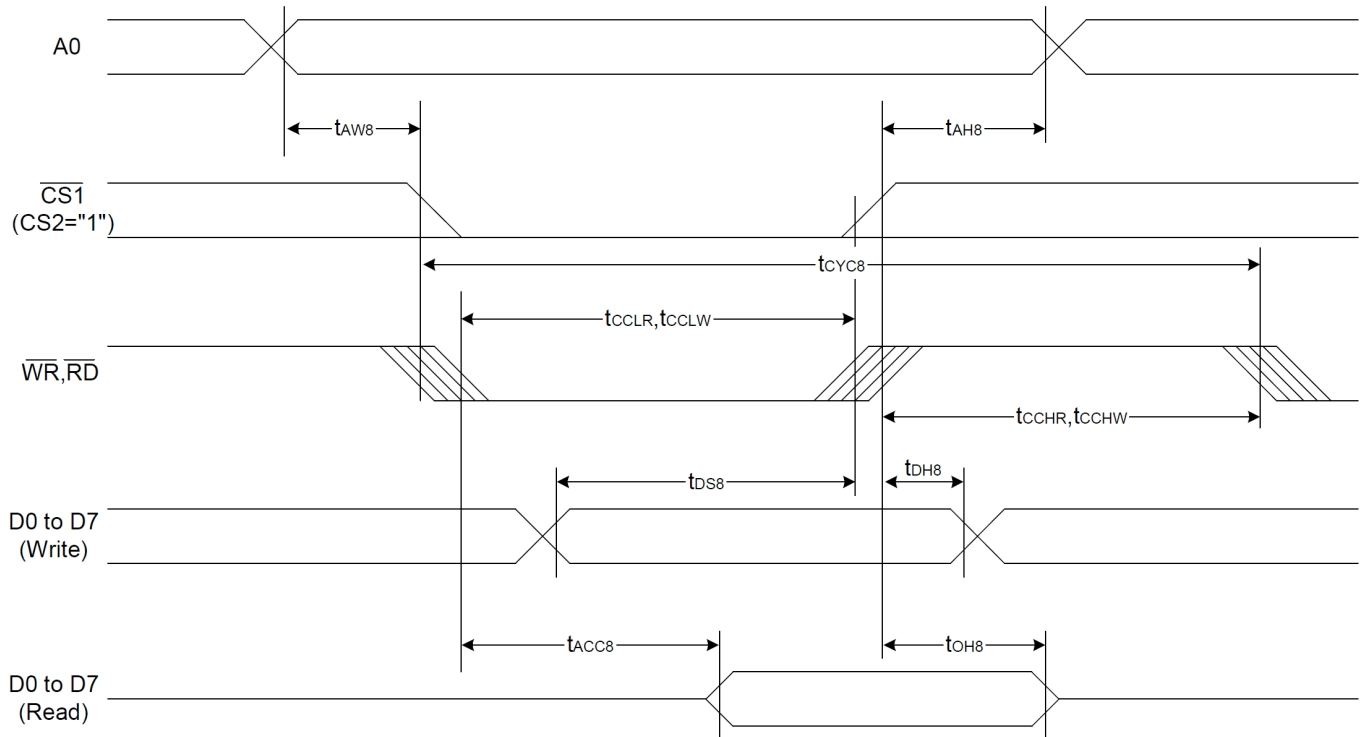 A0
tAW8
tAH8
CS1
(CS2="1")
tCYC8
tCCLR,tCCLW
WR,RD
tCCHR,tCCHW
tDS8
tDH8
D0 to D7
(Write)
tACC8
tOH8
D0 to D7
(Read)